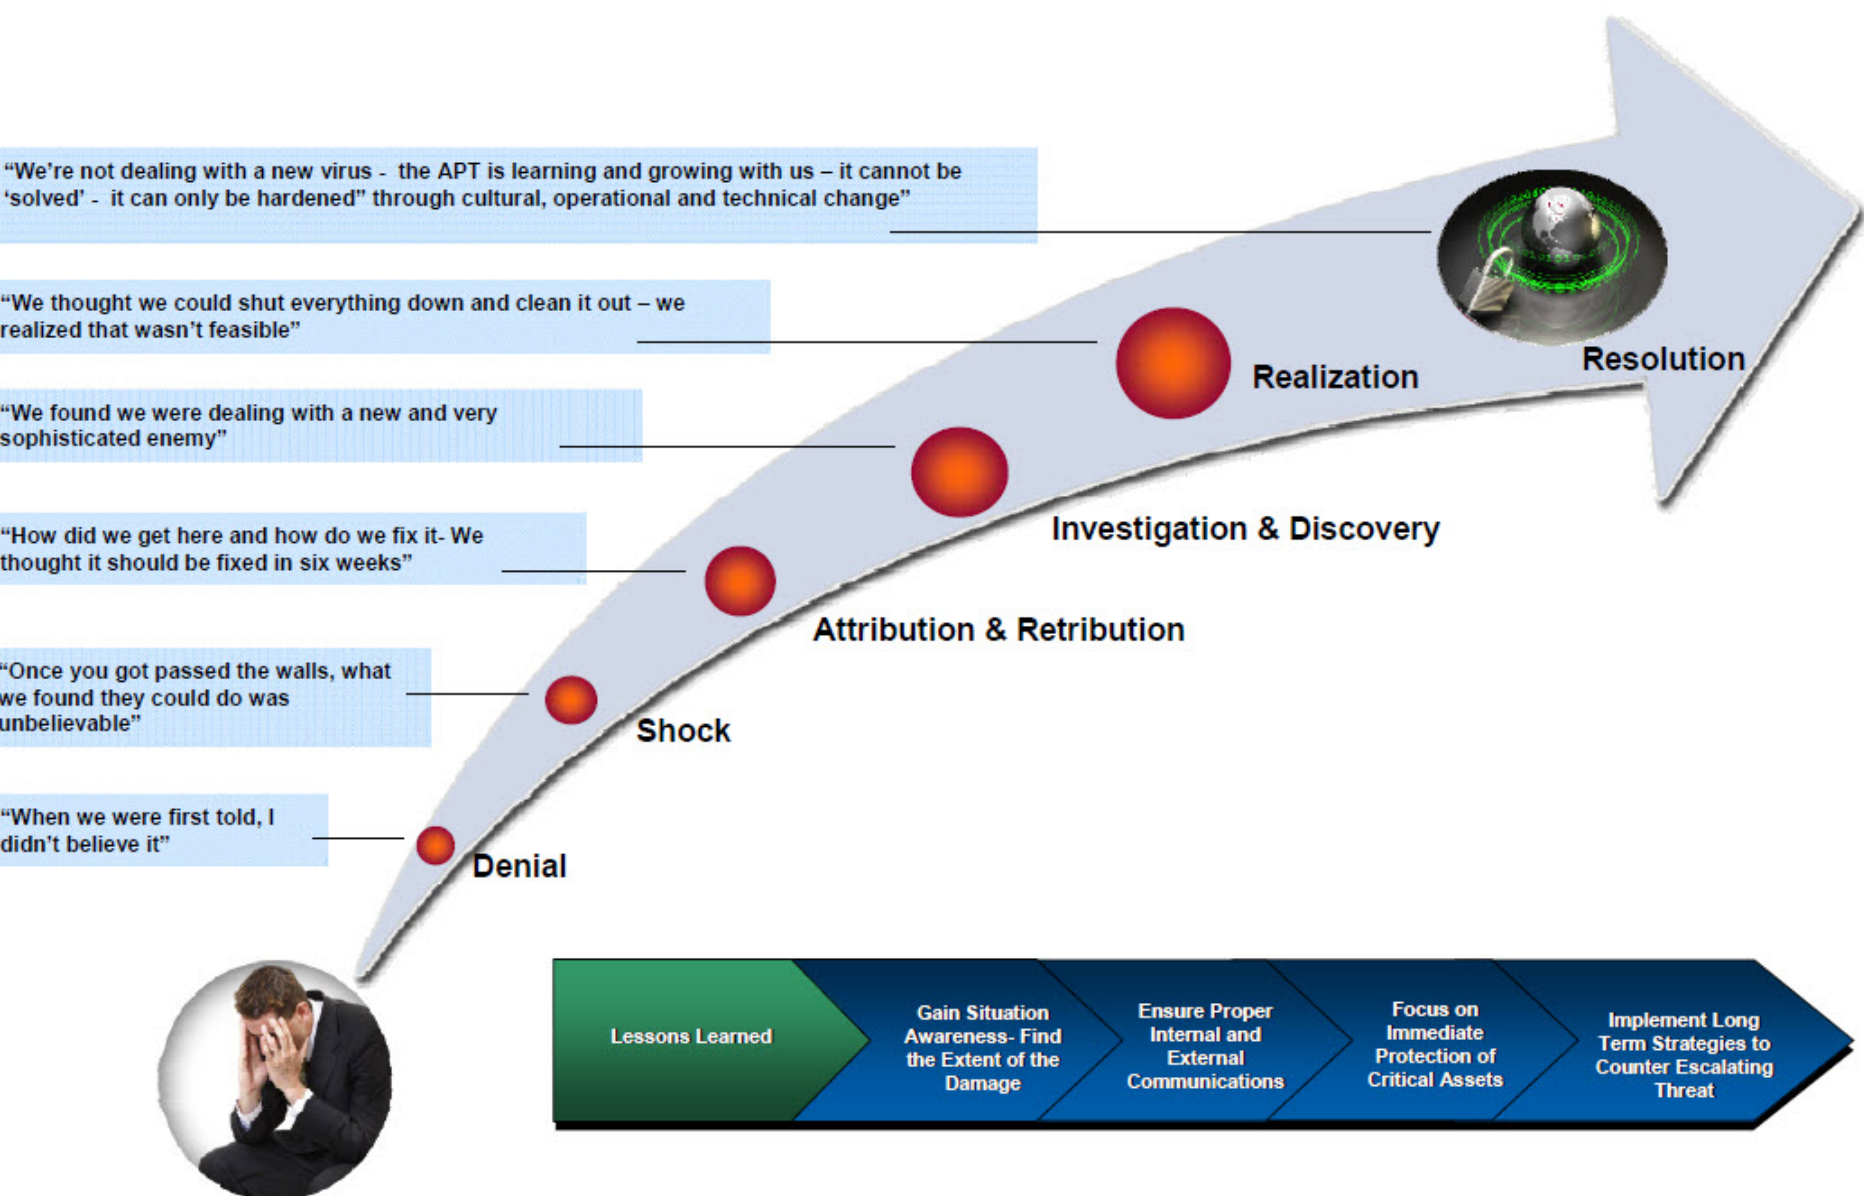 “We’re not dealing with a new virus -  the APT is learning and growing with us – it cannot be
‘solved’ -  it can only be hardened” through cultural, operational and technical change”
“We thought we could shut everything down and clean it out – we
realized that wasn’t feasible”
Resolution
Realization
“We found we were dealing with a new and very
sophisticated enemy”
Investigation & Discovery
“How did we get here and how do we fix it- We
thought it should be fixed in six weeks”
Attribution & Retribution
“Once you got passed the walls, what
we found they could do was
unbelievable”
Shock
“When we were first told, I
didn’t believe it”
Denial
Lessons Learned
Gain Situation
Awareness- Find
the Extent of the
Damage
Ensure Proper
Internal and
External
Communications
Focus on
Immediate
Protection of
Critical Assets
Implement Long
Term Strategies to
Counter Escalating
Threat